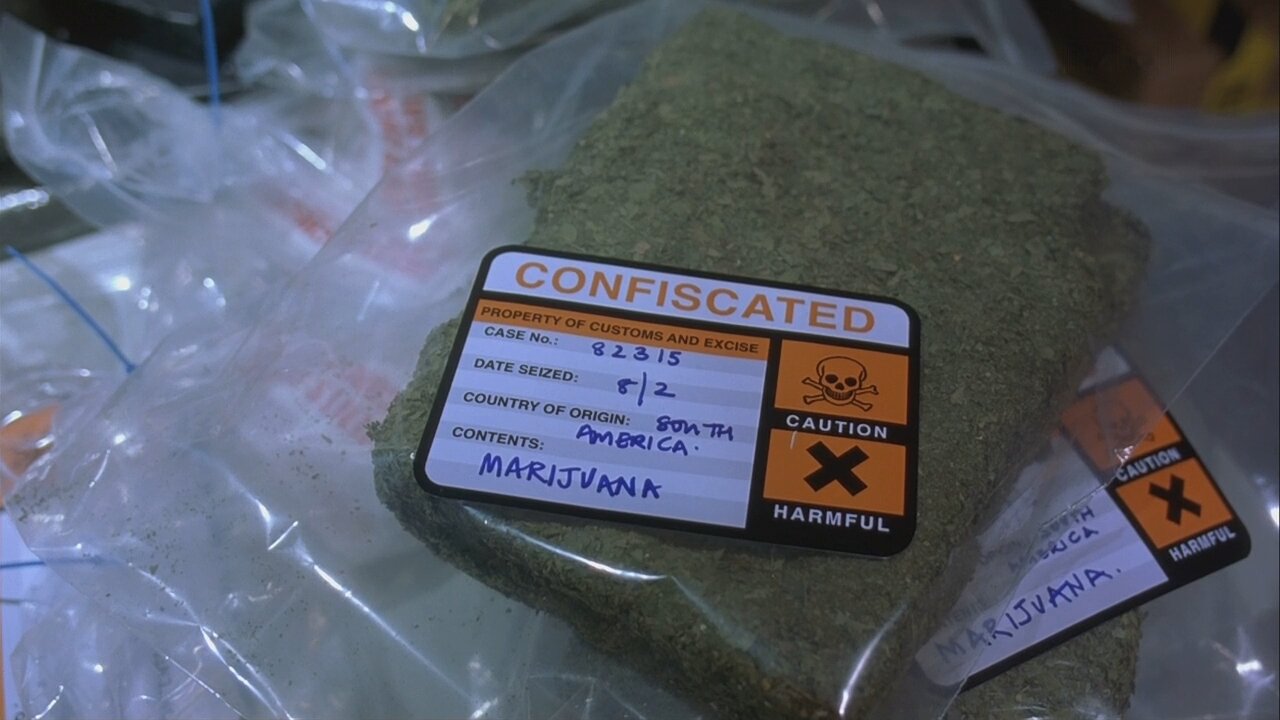 CONFISCATED
PROPERTY OF CUSTOMS AND EXCISE
CASE No.: 82315
DATE SEIZED: 8/2
COUNTRY OF ORIGIN: SOUTH
AMERICA.
CONTENTS:
MARIJUANA
CAUTION
HARMFUL
CAUTION
HARMFUL
AMERICA
MARIJUANA.